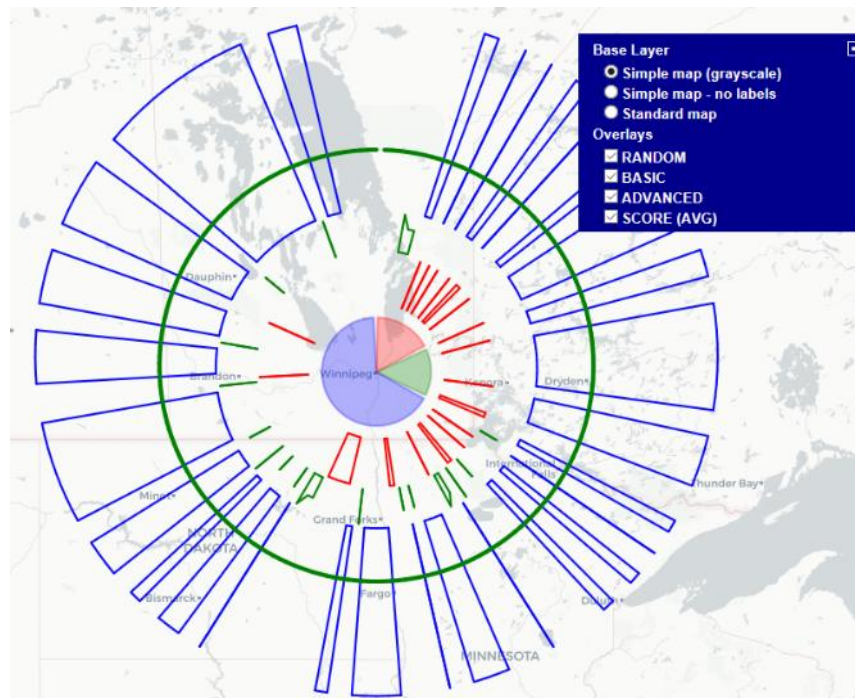 Base Layer
Simple map (grayscale)
Simple map - no labels
Standard map
Overlays
RANDOM
BASIC
ADVANCED
SCORE (AVG)
Dauphin
Brandon
Winnipeg
Kenora
Dryden
International
Falls
Thunder Bay
Minot
NORTH
DAKOTA
Grand Forks
Bismarck
Fargo
Duluth
MINNESOTA